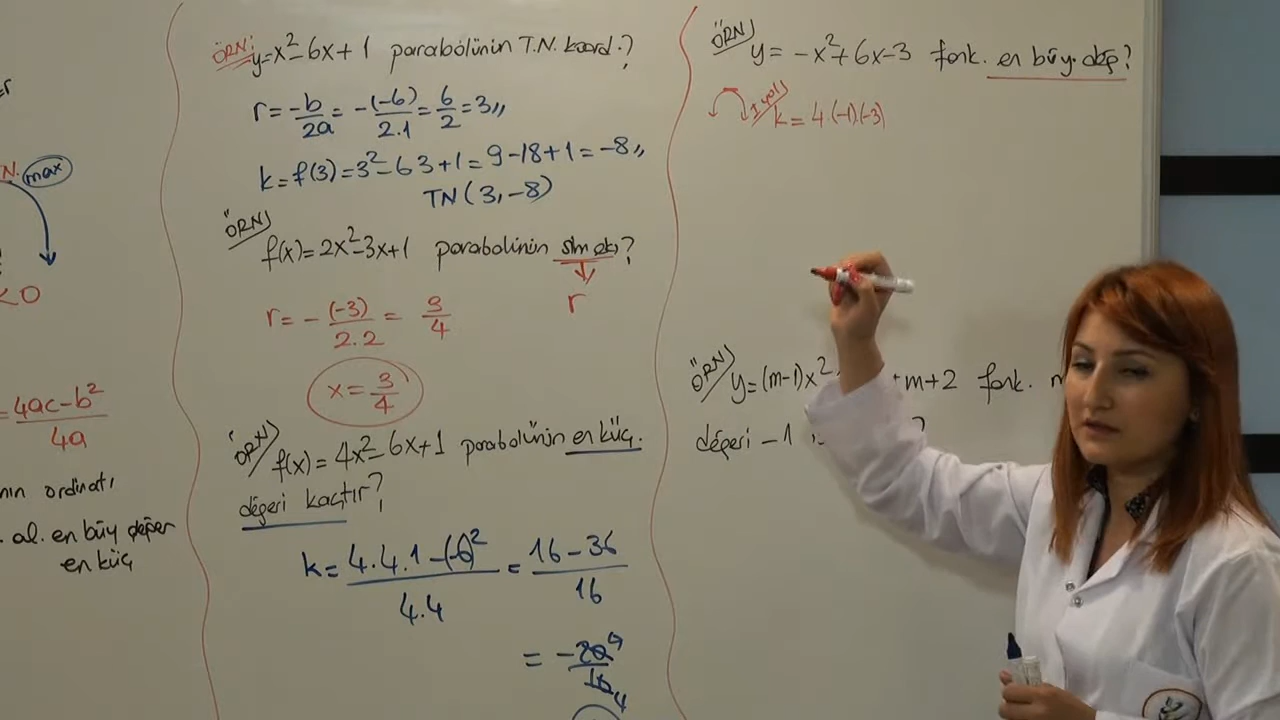 N. max
<0
= 4ac-b² / 4a
nın ordinatı
. al. en büy değer
en küç
ÖRN; y=x²-6x+1 parabolünün T.N. koord.?
r=-b/2a=-(-6)/2.1=6/2=3,,
k=f(3)=3²-63+1=9-18+1=-8,,
TN(3,-8)
ÖRN) f(x)=2x²-3x+1 parabolünün sim ek.?
r
r=-(-3)/2.2=3/4
x=3/4
ÖRN) f(x)=4x²-6x+1 parabolünün en küç.
değeri kaçtır?
k=4.4.1-(-6)²/4.4=16-36/16
=-20/16
ÖRN) y=-x²+6x-3 fonk. en büy. değ?
I.yol) k=4.(-1).(-3)
ÖRN) y=(m-1)x² +m+2 fonk.
değeri -1 ?